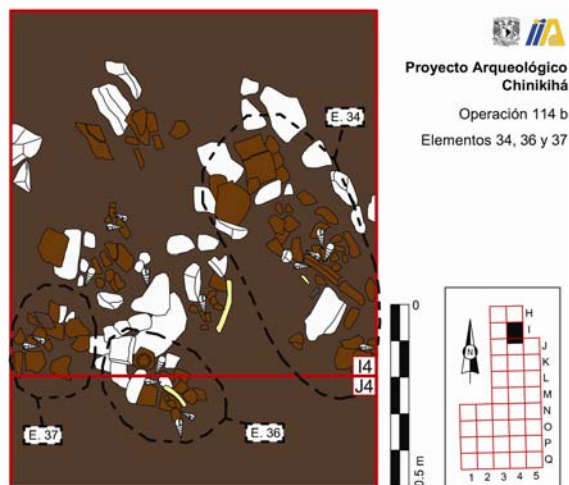 Proyecto Arqueológico
Chinikihá
Operación 114 b
Elementos 34, 36 y 37
E. 34
I4
J4
E. 37
E. 36
0
0.5 m
N
H
I
J
K
L
M
N
O
P
Q
1 2 3 4 5